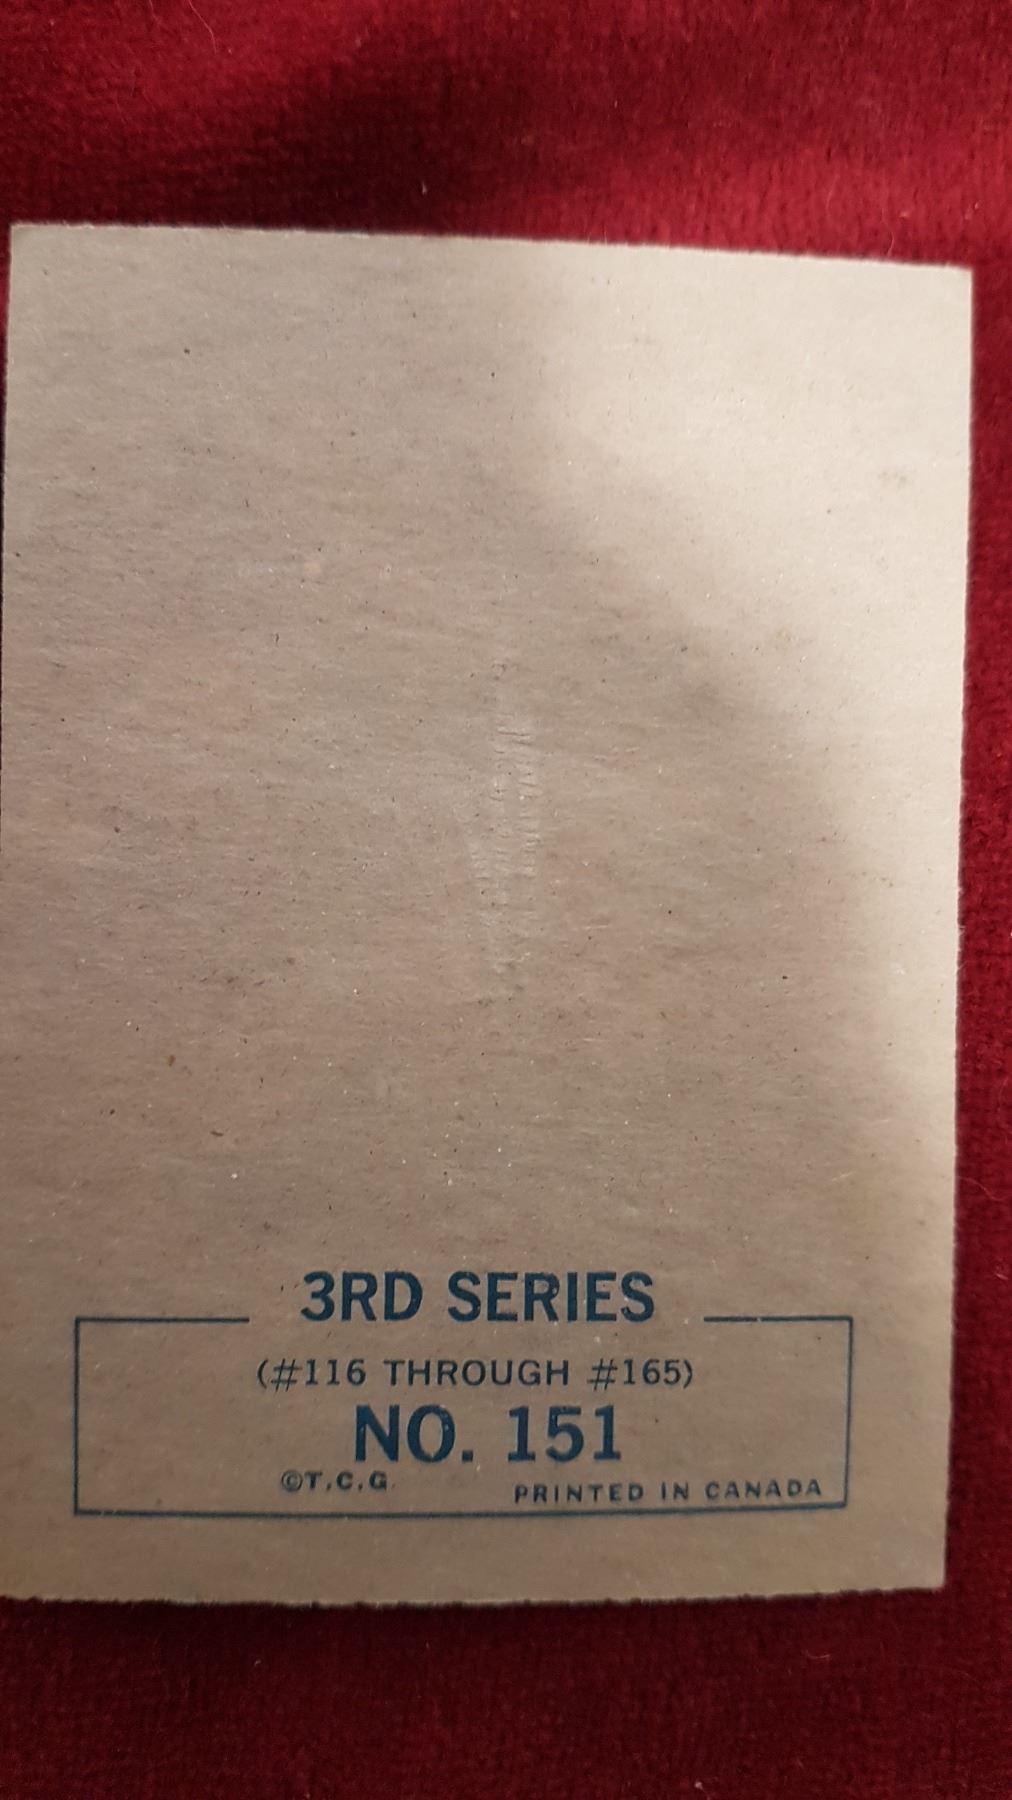 3RD SERIES
(#116 THROUGH #165)
NO. 151
©T.C.G.
PRINTED IN CANADA